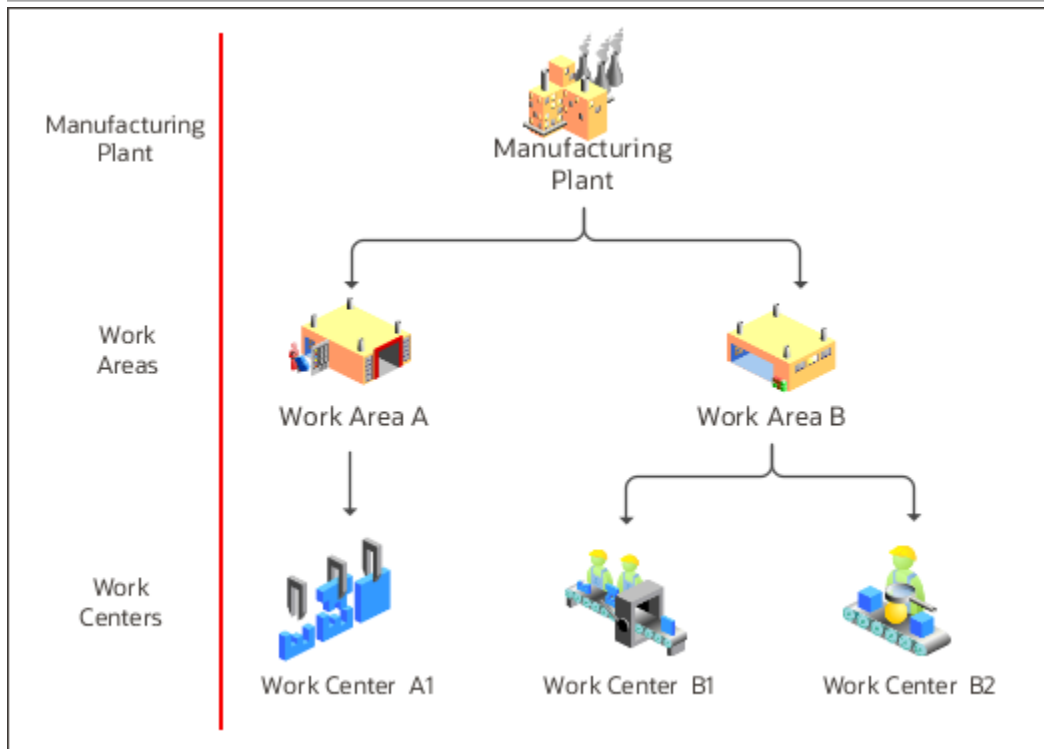 Manufacturing
Plant
Manufacturing
Plant
Work
Areas
Work Area A
Work Area B
Work
Centers
Work Center A1
Work Center B1
Work Center B2